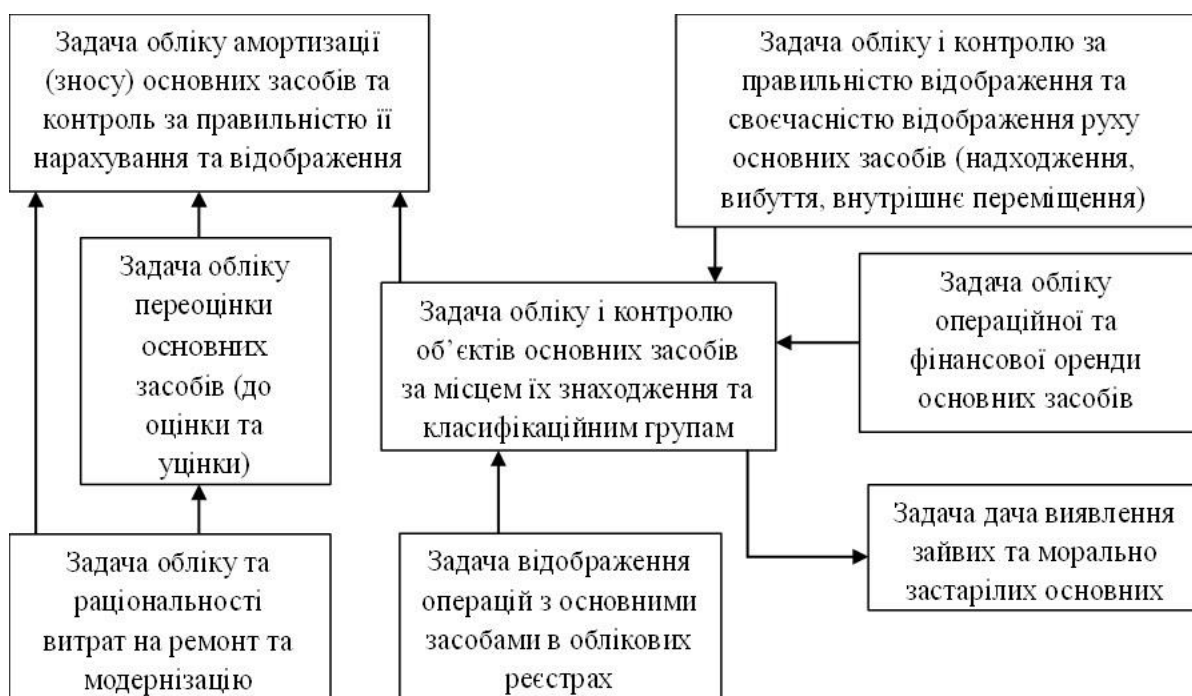 Задача обліку амортизації
(зносу) основних засобів та
контроль за правильністю її
нарахування та відображення
Задача обліку і контролю за
правильністю відображення та
своєчасністю відображення руху
основних засобів (надходження,
вибуття, внутрішнє переміщення)
Задача обліку
переоцінки
основних
засобів (до
оцінки та
уцінки)
Задача обліку і контролю
об’єктів основних засобів
за місцем їх знаходження та
класифікаційним групам
Задача обліку
операційної та
фінансової оренди
основних засобів
Задача дача виявлення
зайвих та морально
застарілих основних
Задача обліку та
раціональності
витрат на ремонт та
модернізацію
Задача відображення
операцій з основними
засобами в облікових
реєстрах